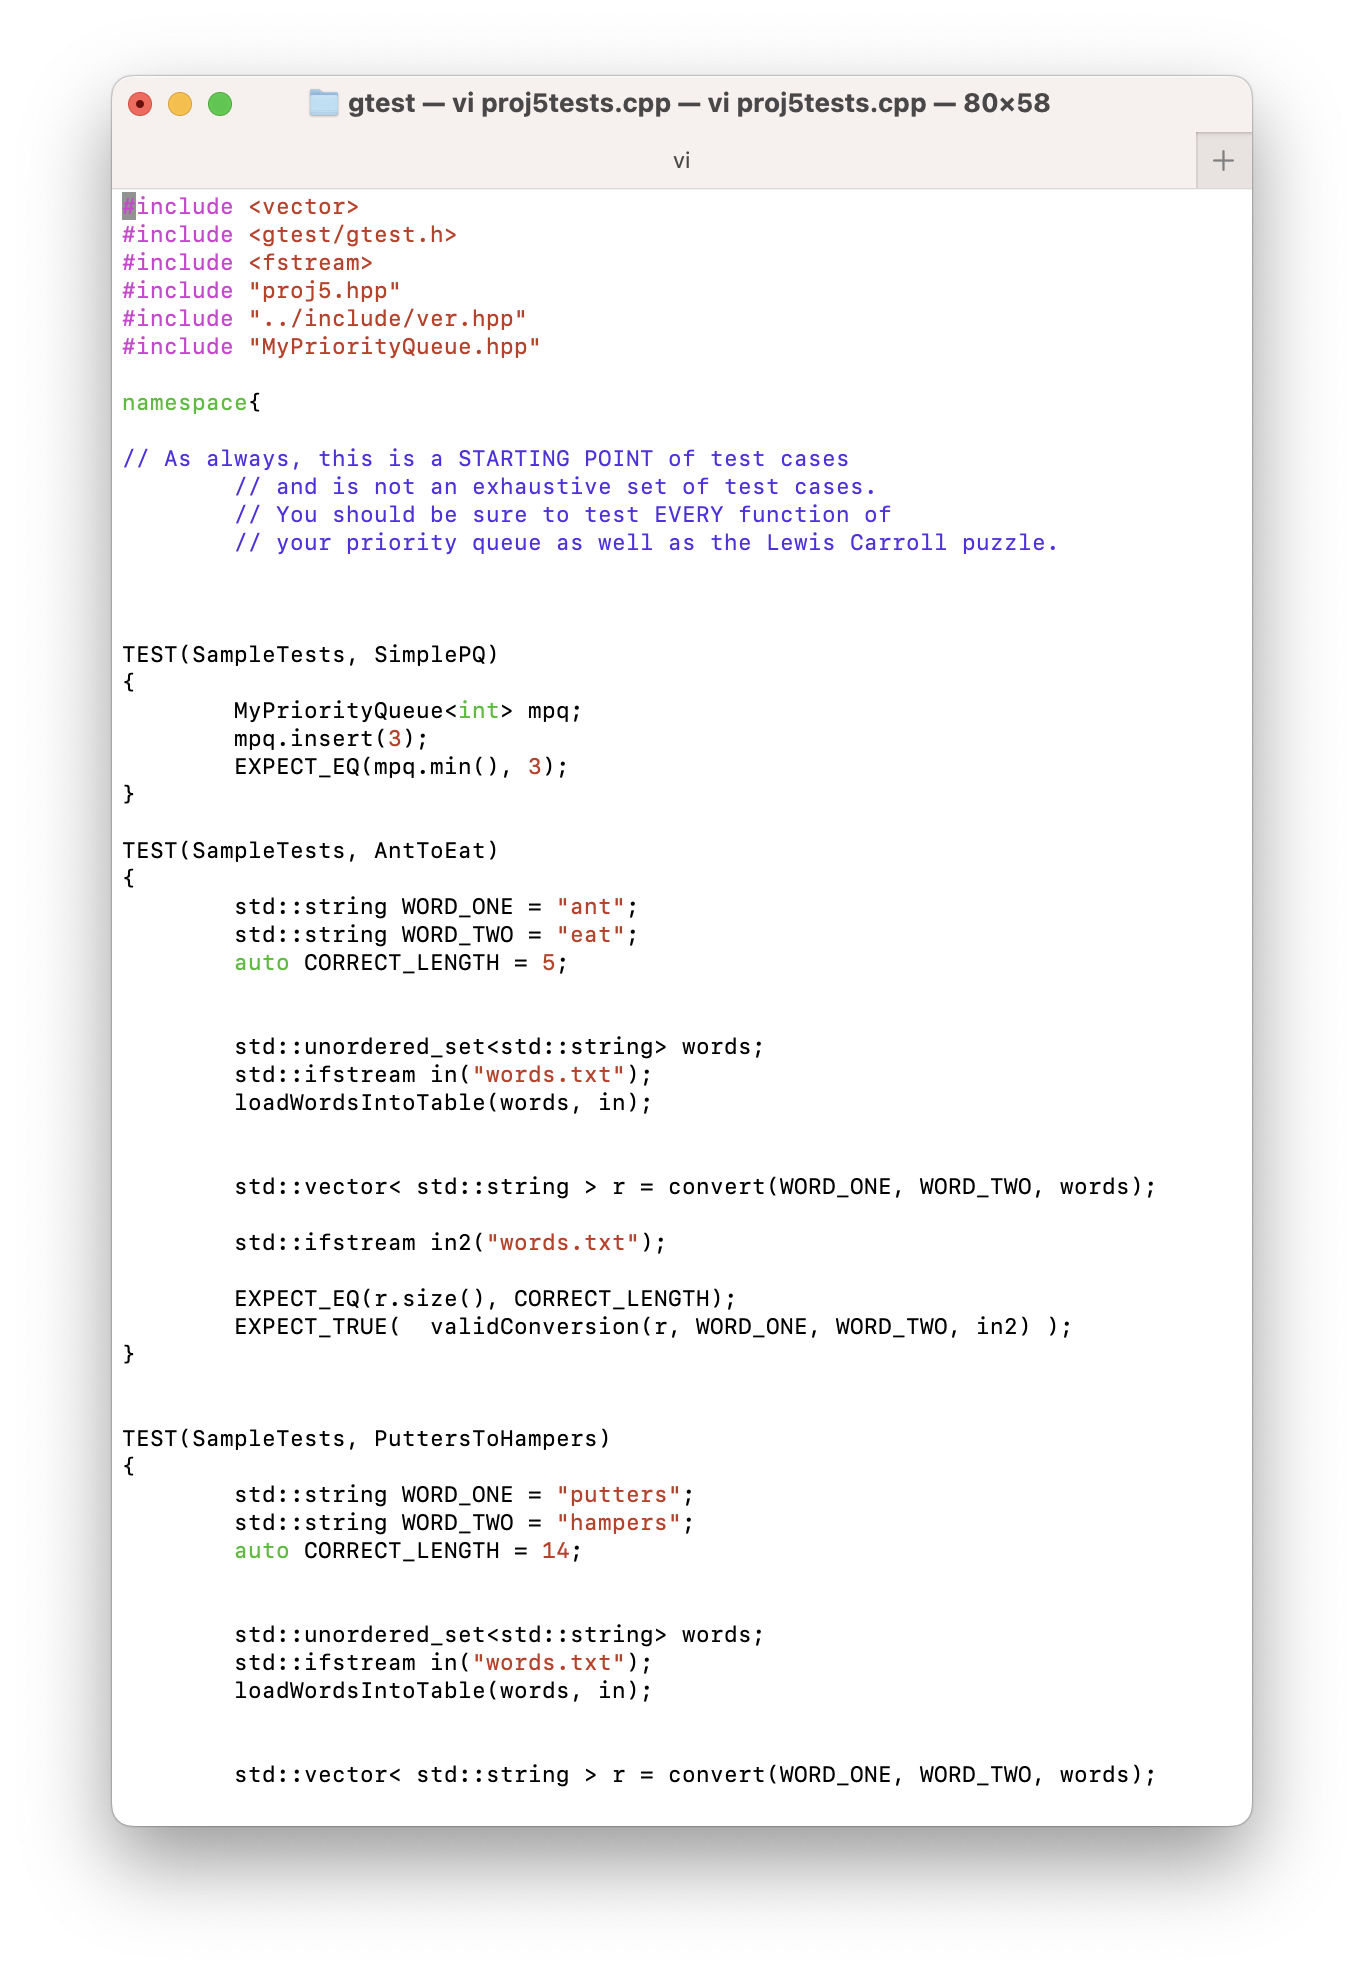 gtest — vi proj5tests.cpp — vi proj5tests.cpp — 80×58
vi
#include <vector>
#include <gtest/gtest.h>
#include <fstream>
#include "proj5.hpp"
#include "../include/ver.hpp"
#include "MyPriorityQueue.hpp"
namespace{
// As always, this is a STARTING POINT of test cases
// and is not an exhaustive set of test cases.
// You should be sure to test EVERY function of
// your priority queue as well as the Lewis Carroll puzzle.
TEST(SampleTests, SimplePQ)
{
MyPriorityQueue<int> mpq;
mpq.insert(3);
EXPECT_EQ(mpq.min(), 3);
}
TEST(SampleTests, AntToEat)
{
std::string WORD_ONE = "ant";
std::string WORD_TWO = "eat";
auto CORRECT_LENGTH = 5;
std::unordered_set<std::string> words;
std::ifstream in("words.txt");
loadWordsIntoTable(words, in);
std::vector< std::string > r = convert(WORD_ONE, WORD_TWO, words);
std::ifstream in2("words.txt");
EXPECT_EQ(r.size(), CORRECT_LENGTH);
EXPECT_TRUE(  validConversion(r, WORD_ONE, WORD_TWO, in2) );
}
TEST(SampleTests, PuttersToHampers)
{
std::string WORD_ONE = "putters";
std::string WORD_TWO = "hampers";
auto CORRECT_LENGTH = 14;
std::unordered_set<std::string> words;
std::ifstream in("words.txt");
loadWordsIntoTable(words, in);
std::vector< std::string > r = convert(WORD_ONE, WORD_TWO, words);